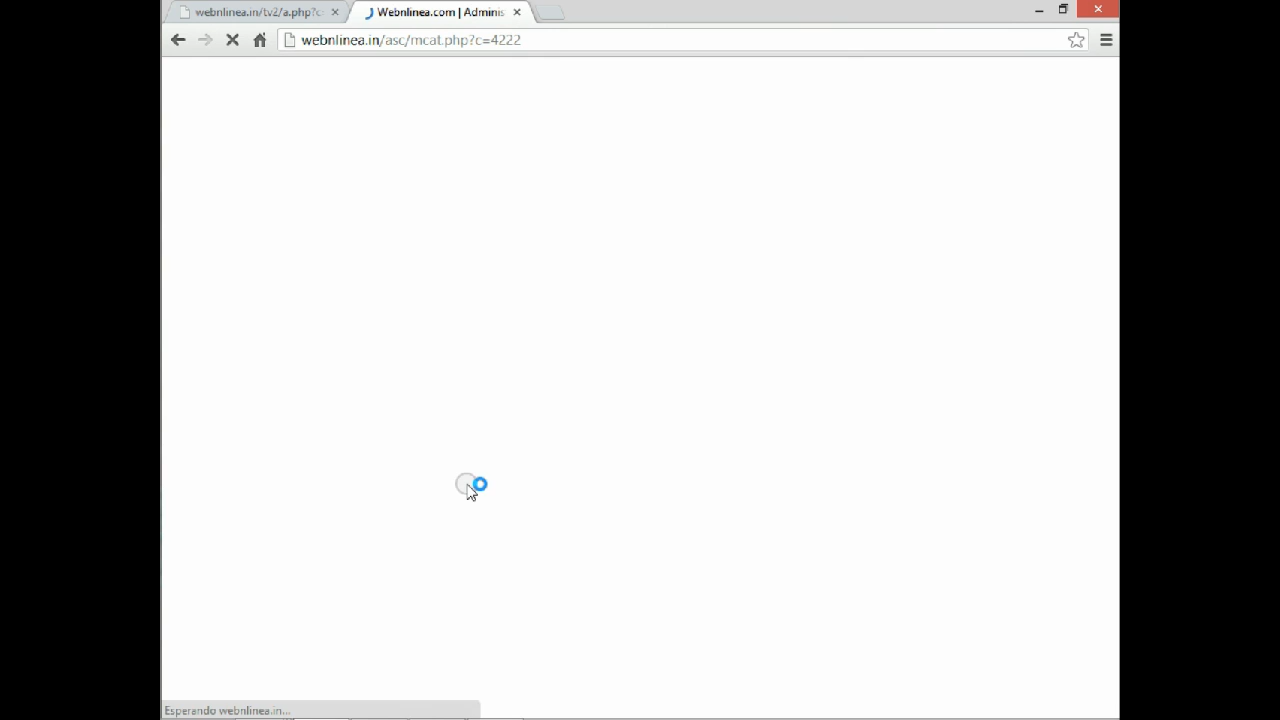 webnlinea.in/tv2/a.php?c
Webnlinea.com | Adminis
webnlinea.in/asc/mcat.php?c=4222
Esperando webnlinea.in...